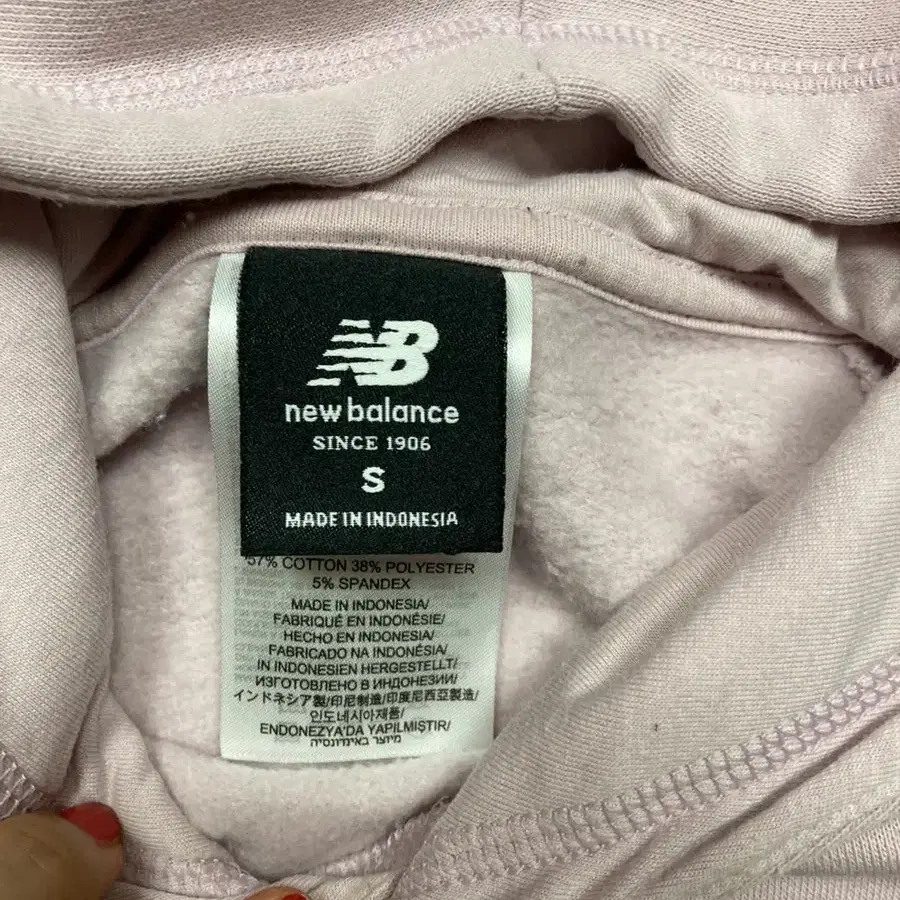 NB
new balance
SINCE 1906
S
MADE IN INDONESIA
57% COTTON 38% POLYESTER
5% SPANDEX
MADE IN INDONESIA/
FABRIQUÉ EN INDONÉSIE/
HECHO EN INDONESIA/
FABRICADO NA INDONÉSIA/
IN INDONESIEN HERGESTELLT/
ИЗГОТОВЛЕНО В ИНДОНЕЗИИ/
インドネシア製/印尼制造/印度尼西亞製造/
인도네시아제품/
ENDONEZYA'DA YAPILMIŞTIR/
מיוצר באינדונסיה